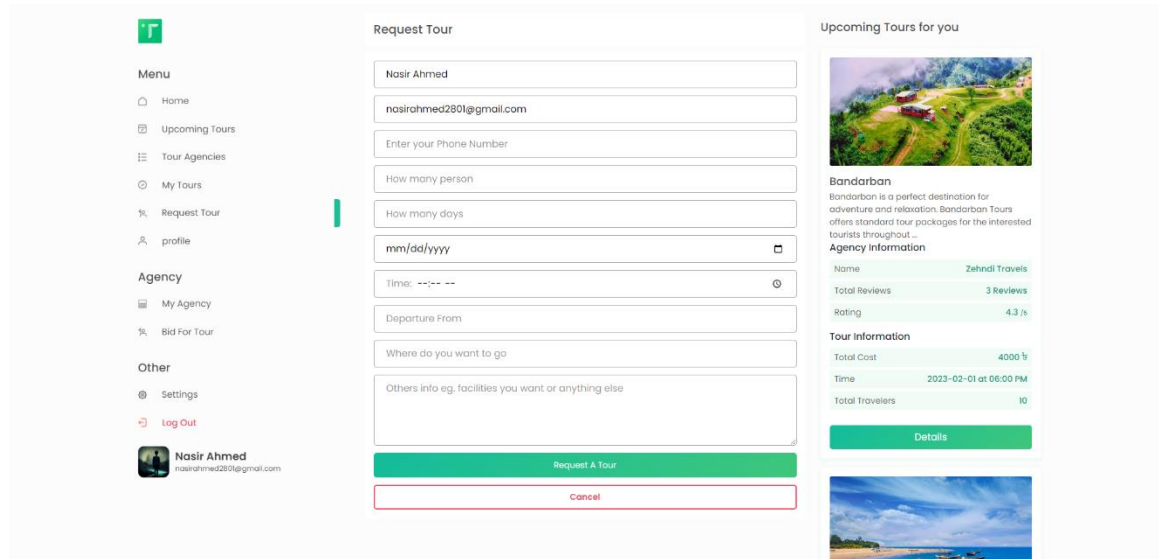 Menu
Home
Upcoming Tours
Tour Agencies
My Tours
Request Tour
profile
Agency
My Agency
Bid For Tour
Other
Settings
Log Out
Nasir Ahmed
nasirahmed2801@gmail.com
Request Tour
Nasir Ahmed
nasirahmed2801@gmail.com
Enter your Phone Number
How many person
How many days
mm/dd/yyyy
Time: --:-- --
Departure From
Where do you want to go
Others info eg. facilities you want or anything else
Request A Tour
Cancel
Upcoming Tours for you
Bandarban
Bandarban is a perfect destination for
adventure and relaxation. Bandarban Tours
offers standard tour packages for the interested
tourists throughout ...
Agency Information
Name Zehndi Travels
Total Reviews 3 Reviews
Rating 4.3 /5
Tour Information
Total Cost 4000 ৳
Time 2023-02-01 at 06:00 PM
Total Travelers 10
Details